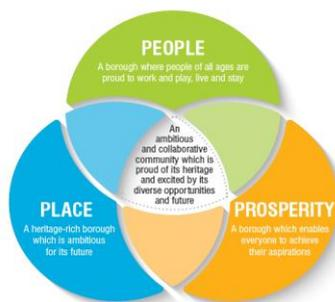 PEOPLE
A borough where people of all ages are
proud to work and play, live and stay
An
ambitious
and collaborative
community which is
proud of its heritage
and excited by its
diverse opportunities
and future
PLACE
A heritage-rich borough
which is ambitious
for its future
PROSPERITY
A borough which enables
everyone to achieve
their aspirations